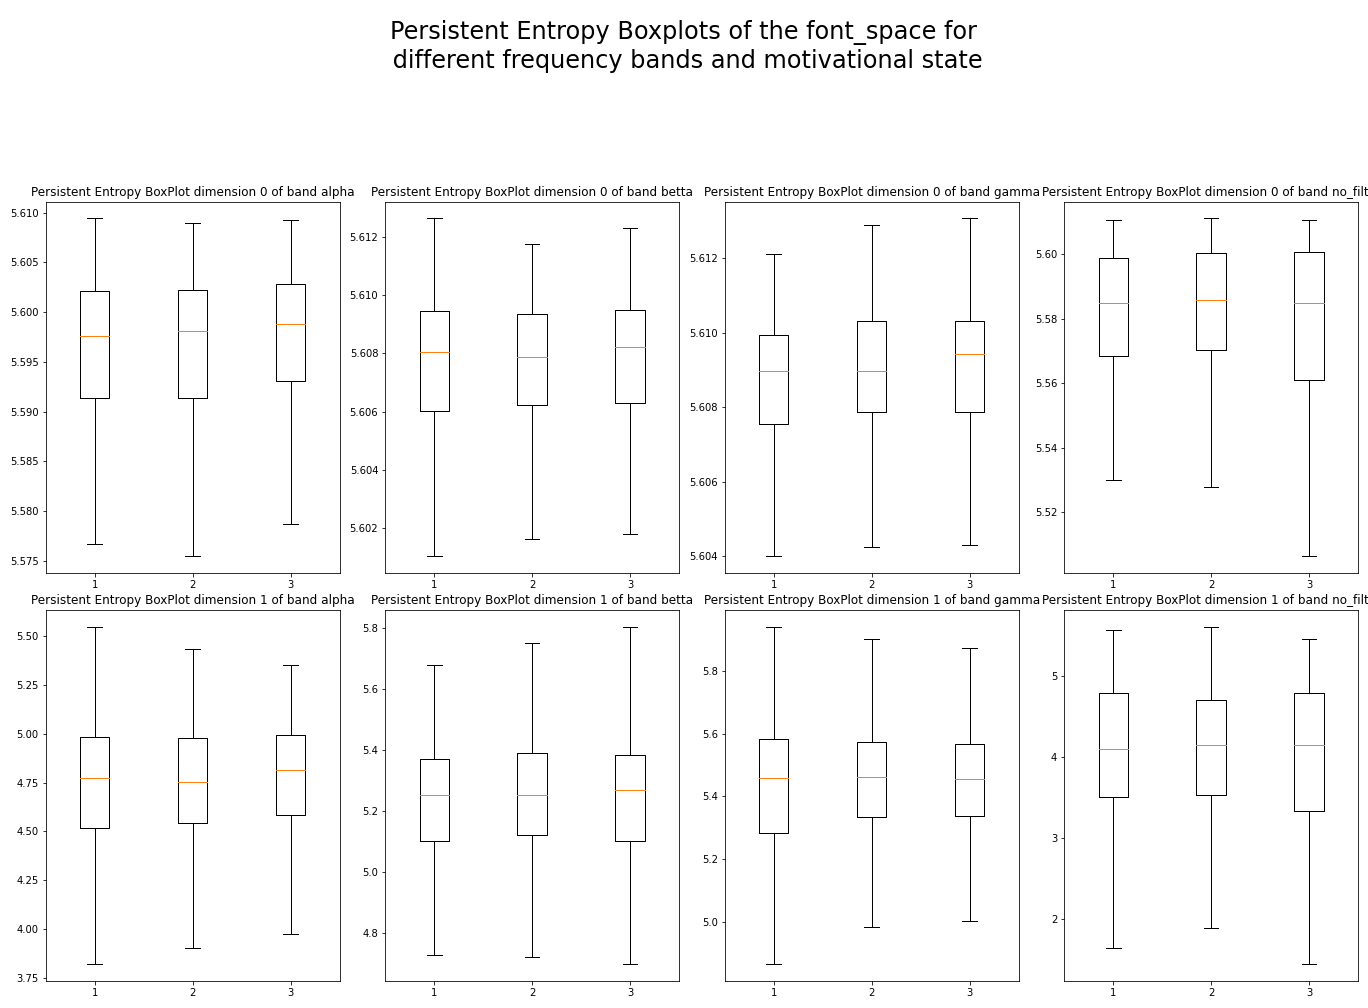 Persistent Entropy Boxplots of the font_space for
different frequency bands and motivational state
Persistent Entropy BoxPlot dimension 0 of band alpha
5.610
5.605
5.600
5.595
5.590
5.585
5.580
5.575
1 2 3
Persistent Entropy BoxPlot dimension 0 of band betta
5.612
5.610
5.608
5.606
5.604
5.602
1 2 3
Persistent Entropy BoxPlot dimension 0 of band gamma
5.612
5.610
5.608
5.606
5.604
1 2 3
Persistent Entropy BoxPlot dimension 0 of band no_filt
5.60
5.58
5.56
5.54
5.52
1 2 3
Persistent Entropy BoxPlot dimension 1 of band alpha
5.50
5.25
5.00
4.75
4.50
4.25
4.00
3.75
1 2 3
Persistent Entropy BoxPlot dimension 1 of band betta
5.8
5.6
5.4
5.2
5.0
4.8
1 2 3
Persistent Entropy BoxPlot dimension 1 of band gamma
5.8
5.6
5.4
5.2
5.0
1 2 3
Persistent Entropy BoxPlot dimension 1 of band no_filt
5
4
3
2
1 2 3